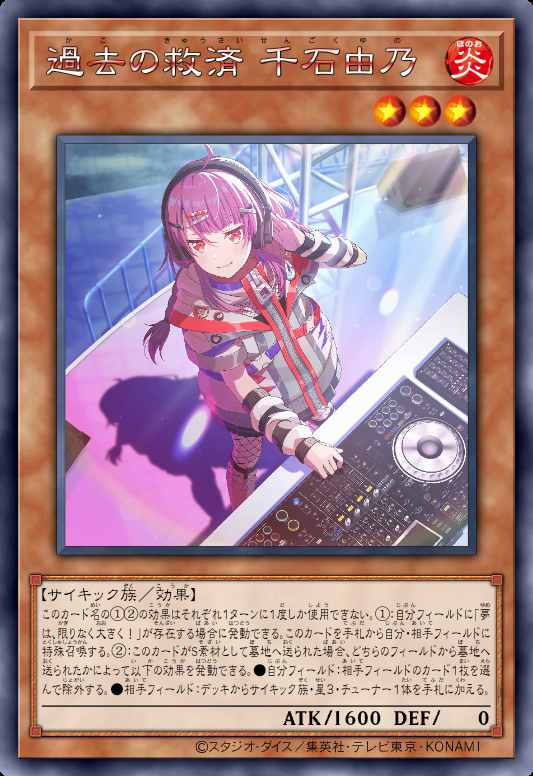 過去の救済 千石由乃
炎
【サイキック族／効果】
このカード名の①②の効果はそれぞれ1ターンに1度しか使用できない。①：自分フィールドに「夢
は、限りなく大きく！」が存在する場合に発動できる。このカードを手札から自分・相手フィールドに
特殊召喚する。②：このカードがS素材として墓地へ送られた場合、どちらのフィールドから墓地へ
送られたかによって以下の効果を発動できる。●自分フィールド：相手フィールドのカード1枚を選
んで除外する。●相手フィールド：デッキからサイキック族・星3・チューナー1体を手札に加える。
ATK/1600 DEF/ 0
©スタジオ・ダイス／集英社・テレビ東京・KONAMI